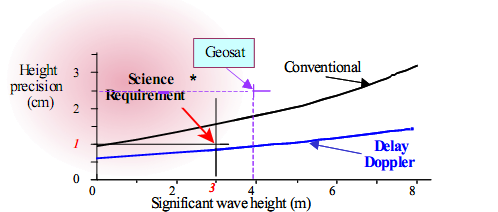 Geosat
Height
precision
(cm)
3
2
1
0
Science *
Requirement
Conventional
Delay
Doppler
0
2
3
4
6
8
Significant wave height (m)